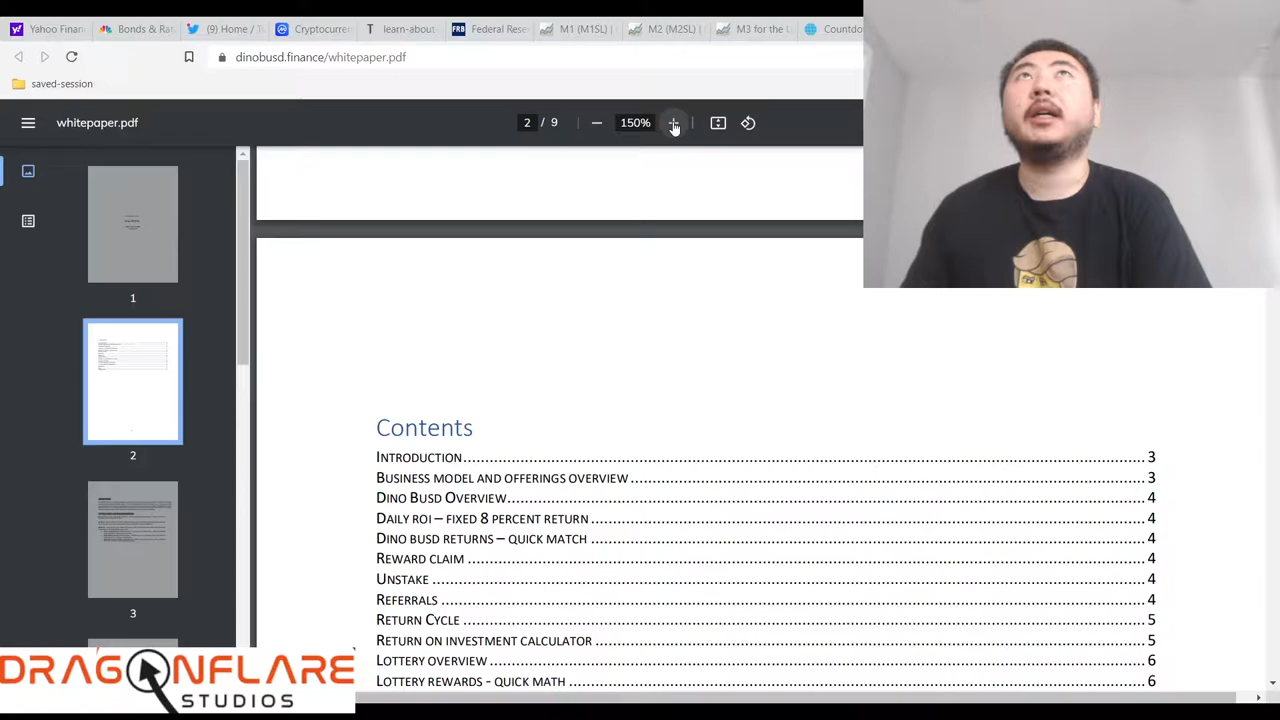 Yahoo Finan
Bonds & Rat
(9) Home / T
Cryptocurren
learn-about
Federal Rese
M1 (M1SL) |
M2 (M2SL) |
M3 for the U
Countdo
dinobusd.finance/whitepaper.pdf
saved-session
whitepaper.pdf
2 / 9
150%
1
2
3
Contents
INTRODUCTION 3
BUSINESS MODEL AND OFFERINGS OVERVIEW 3
DINO BUSD OVERVIEW 4
DAILY ROI – FIXED 8 PERCENT RETURN 4
DINO BUSD RETURNS – QUICK MATCH 4
REWARD CLAIM 4
UNSTAKE 4
REFERRALS 4
RETURN CYCLE 5
RETURN ON INVESTMENT CALCULATOR 5
LOTTERY OVERVIEW 6
LOTTERY REWARDS - QUICK MATH 6
DRAGONFLARE
STUDIOS